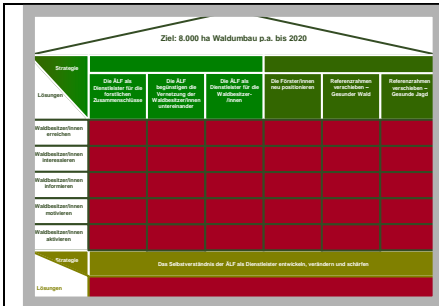 Ziel: 8.000 ha Waldumbau p.a. bis 2020
Strategie
Lösungen
Die ÄLF als
Dienstleister für die
forstlichen
Zusammenschlüsse
Die ÄLF
begünstigen die
Vernetzung der
Waldbesitzer/innen
untereinander
Die ÄLF als
Dienstleister für die
Waldbesitzer-
/innen
Die Förster/innen
neu positionieren
Referenzrahmen
verschieben –
Gesunder Wald
Referenzrahmen
verschieben –
Gesunde Jagd
Waldbesitzer/innen
erreichen
Waldbesitzer/innen
interessieren
Waldbesitzer/innen
informieren
Waldbesitzer/innen
motivieren
Waldbesitzer/innen
aktivieren
Strategie
Das Selbstverständnis der ÄLF als Dienstleister entwickeln, verändern und schärfen
Lösungen